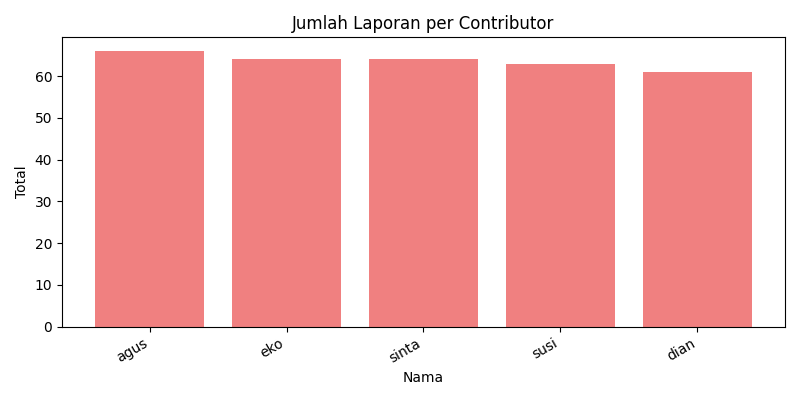 Jumlah Laporan per Contributor
60
50
40
30
20
10
0
Total
agus
eko
sinta
susi
dian
Nama